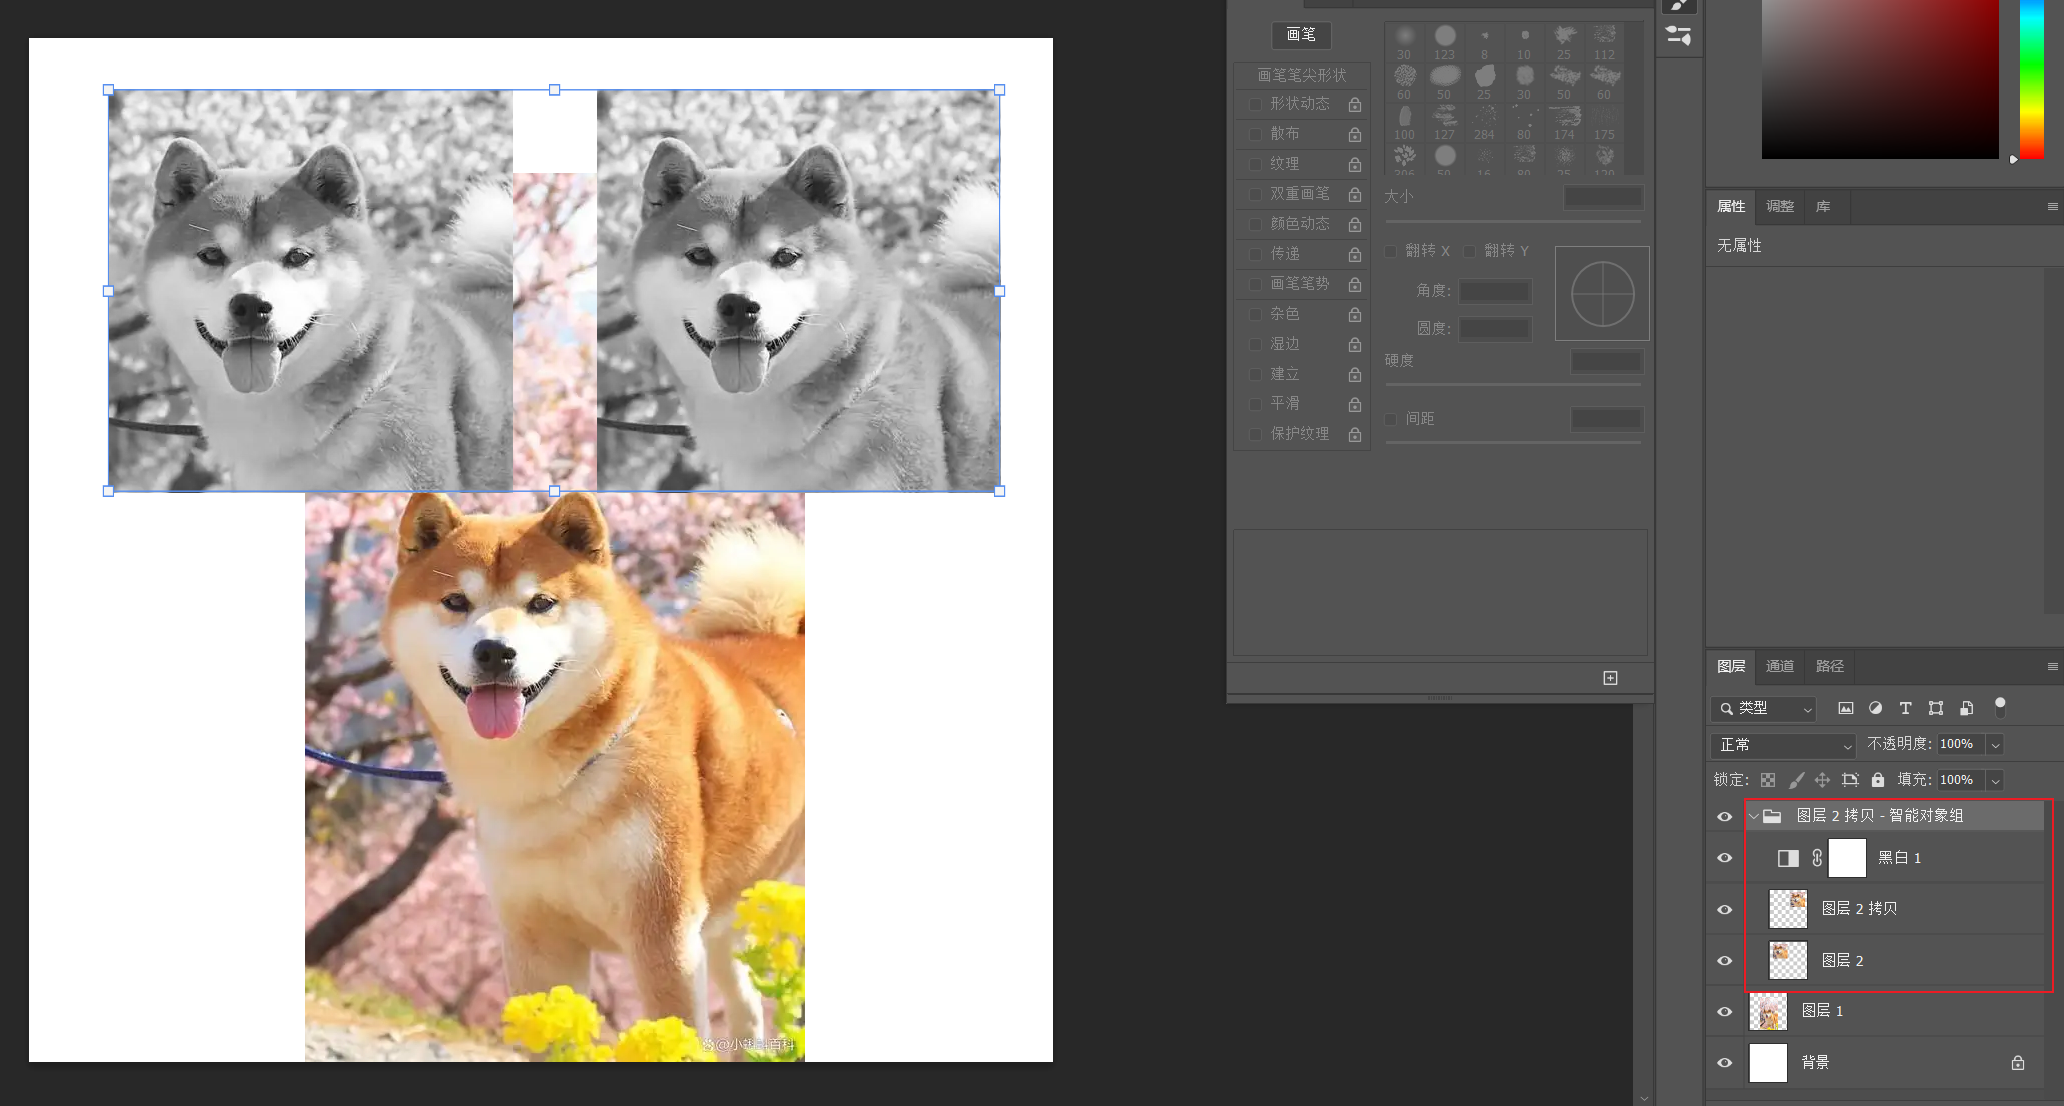 画笔
30 123 8 10 25 112
60 50 25 30 50 60
100 127 284 80 174 175
306 50 16 80 25 120
画笔笔尖形状
形状动态
散布
纹理
双重画笔
颜色动态
传递
画笔笔势
杂色
湿边
建立
平滑
保护纹理
大小
翻转 X 翻转 Y
角度:
圆度:
硬度
间距
属性 调整 库
无属性
图层 通道 路径
类型
正常 不透明度: 100%
锁定: 填充: 100%
图层 2 拷贝 - 智能对象组
黑白 1
图层 2 拷贝
图层 2
图层 1
背景